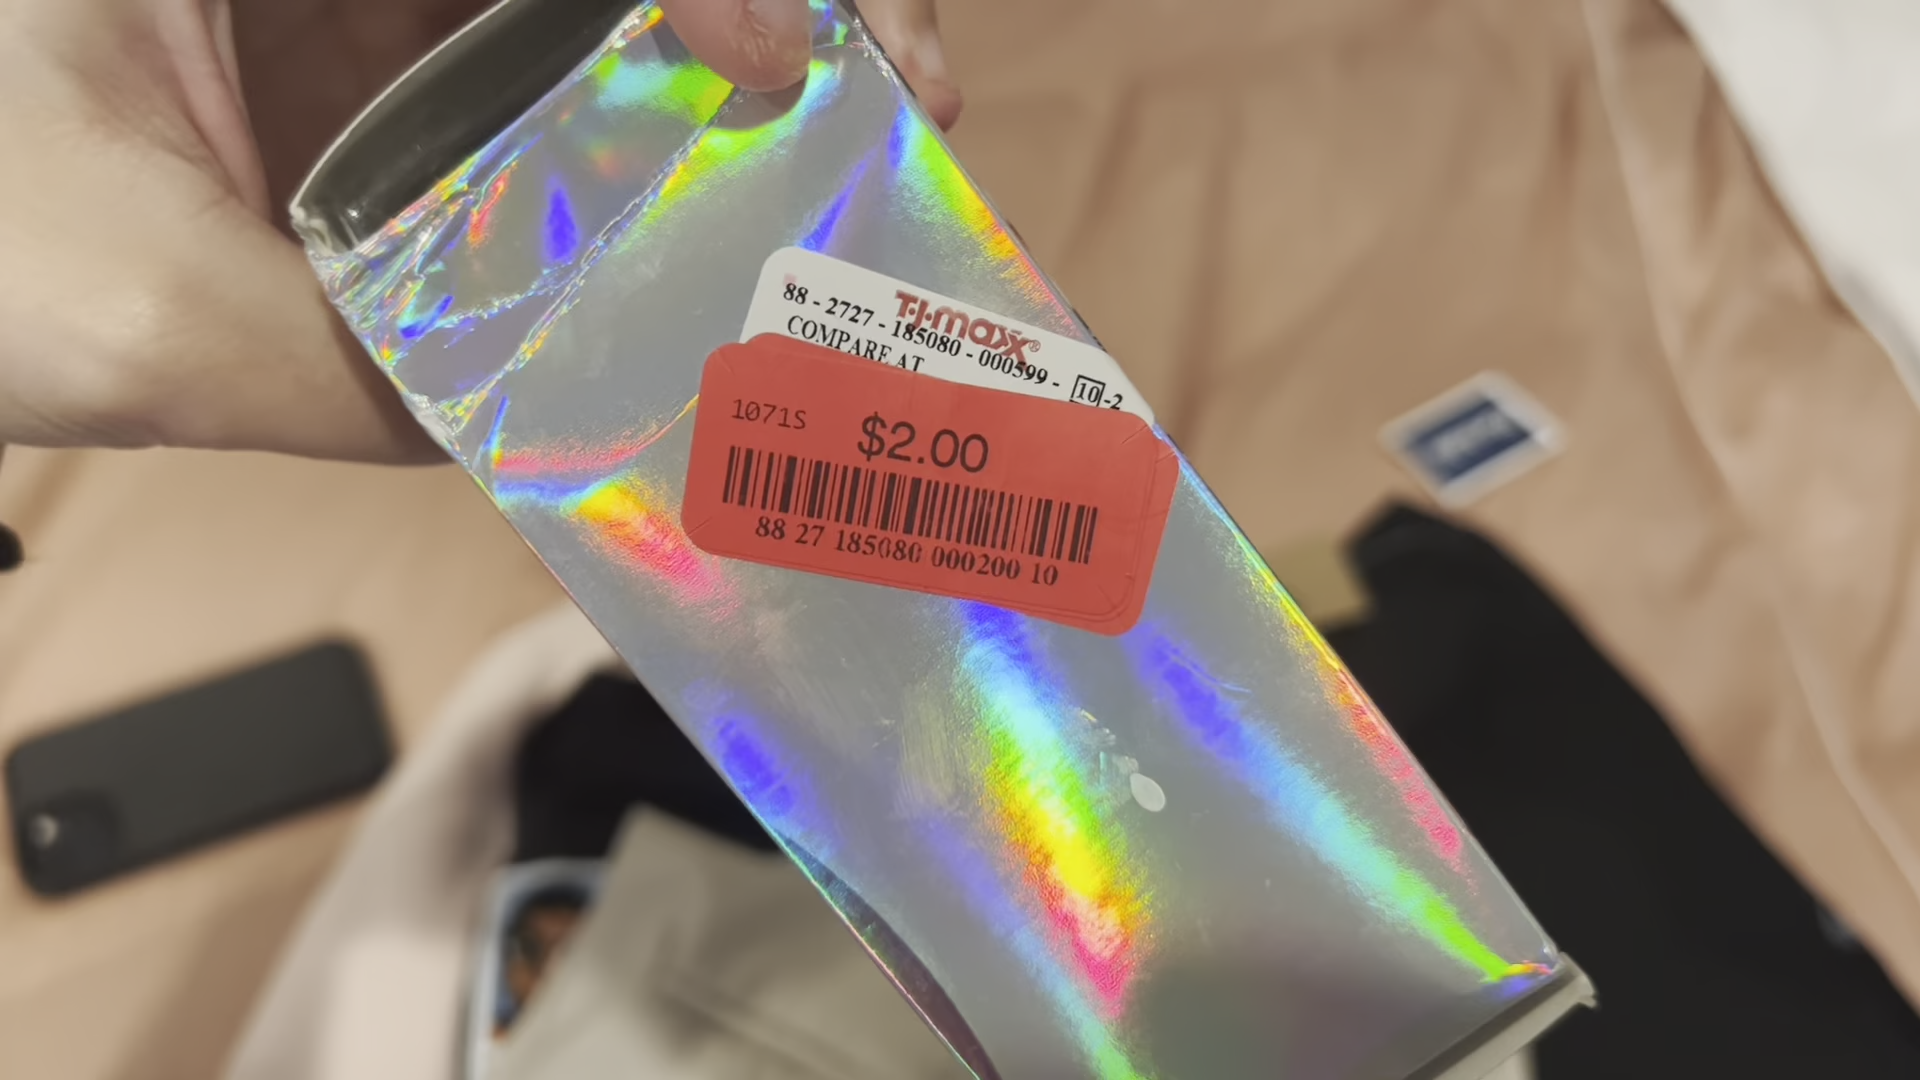 T.J.maxx®
88 - 2727 - 185080 - 000599 - 10 -2
COMPARE AT
1071S
$2.00
88 27 185080 000200 10